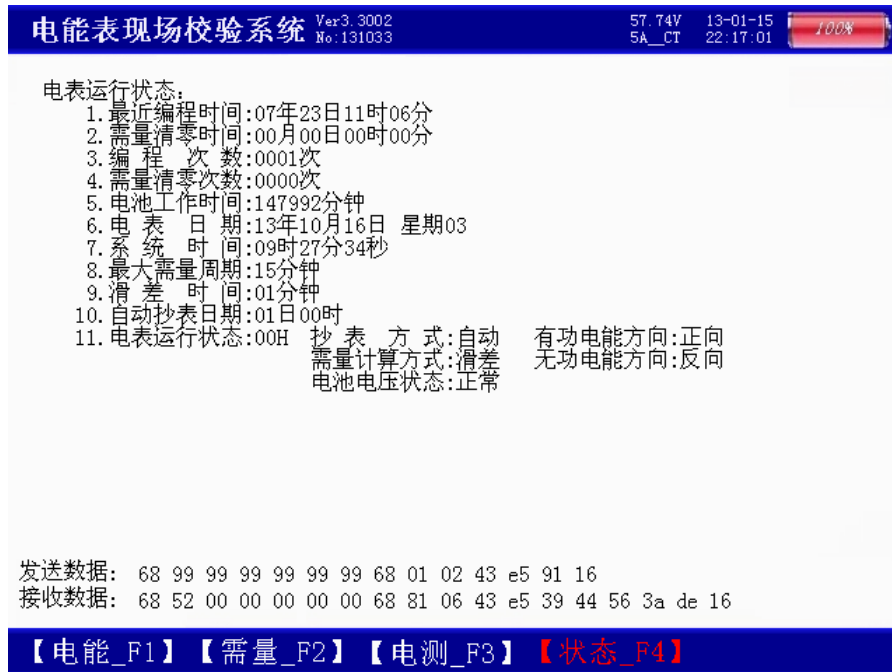 电能表现场校验系统 Ver3.3002 No:131033 57.74V 5A__CT 13-01-15 22:17:01 100%
电表运行状态:
1.最近编程时间:07年23日11时06分
2.需量清零时间:00月00日00时00分
3.编 程 次 数:0001次
4.需量清零次数:0000次
5.电池工作时间:147992分钟
6.电 表 日 期:13年10月16日 星期03
7.系 统 时 间:09时27分34秒
8.最大需量周期:15分钟
9.滑 差 时 间:01分钟
10.自动抄表日期:01日00时
11.电表运行状态:00H 抄 表 方 式:自动 有功电能方向:正向
需量计算方式:滑差 无功电能方向:反向
电池电压状态:正常
发送数据: 68 99 99 99 99 99 99 68 01 02 43 e5 91 16
接收数据: 68 52 00 00 00 00 00 68 81 06 43 e5 39 44 56 3a de 16
【电能_F1】【需量_F2】【电测_F3】【状态_F4】